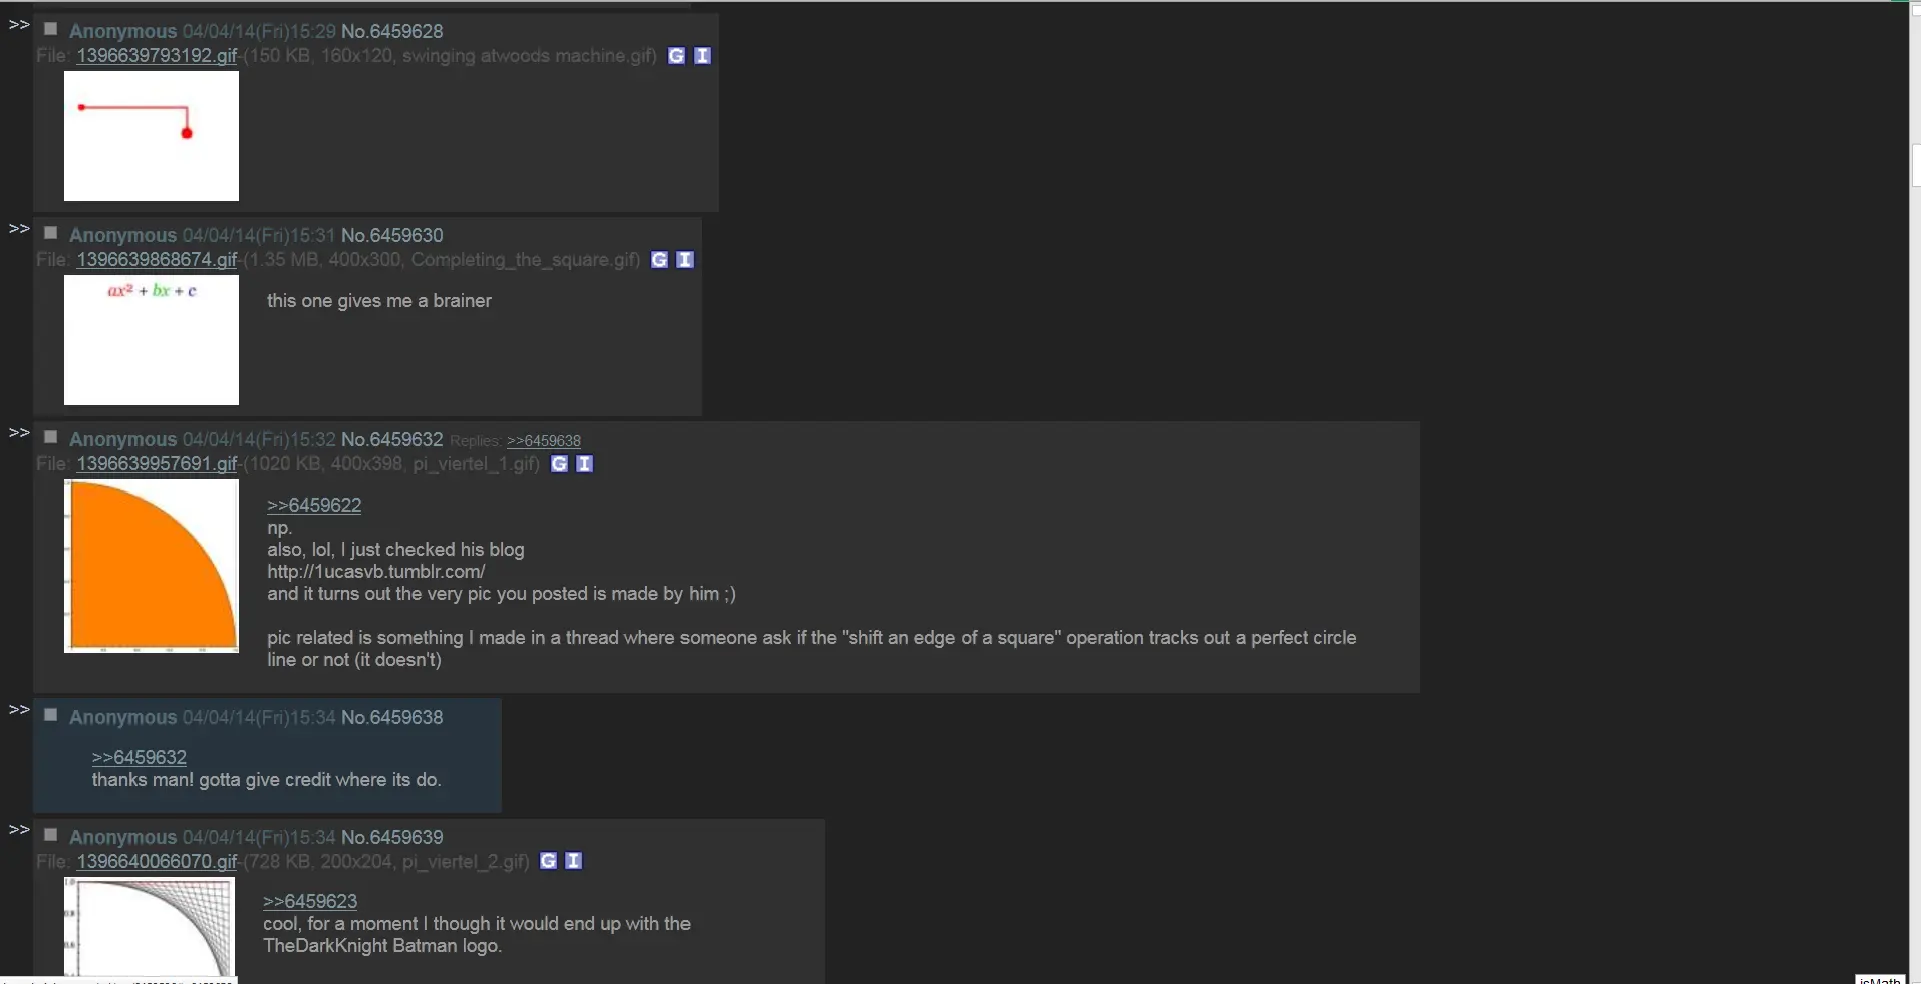 >> Anonymous 04/04/14(Fri)15:29 No.6459628
File: 1396639793192.gif-(150 KB, 160x120, swinging atwoods machine.gif) G I
>> Anonymous 04/04/14(Fri)15:31 No.6459630
File: 1396639868674.gif-(1.35 MB, 400x300, Completing_the_square.gif) G I
ax² + bx + c
this one gives me a brainer
>> Anonymous 04/04/14(Fri)15:32 No.6459632 Replies: >>6459638
File: 1396639957691.gif-(1020 KB, 400x398, pi_viertel_1.gif) G I
>>6459622
np.
also, lol, I just checked his blog
http://1ucasvb.tumblr.com/
and it turns out the very pic you posted is made by him ;)
pic related is something I made in a thread where someone ask if the "shift an edge of a square" operation tracks out a perfect circle
line or not (it doesn't)
>> Anonymous 04/04/14(Fri)15:34 No.6459638
>>6459632
thanks man! gotta give credit where its do.
>> Anonymous 04/04/14(Fri)15:34 No.6459639
File: 1396640066070.gif-(728 KB, 200x204, pi_viertel_2.gif) G I
1.0
0.8
0.6
>>6459623
cool, for a moment I though it would end up with the
TheDarkKnight Batman logo.
jsMath